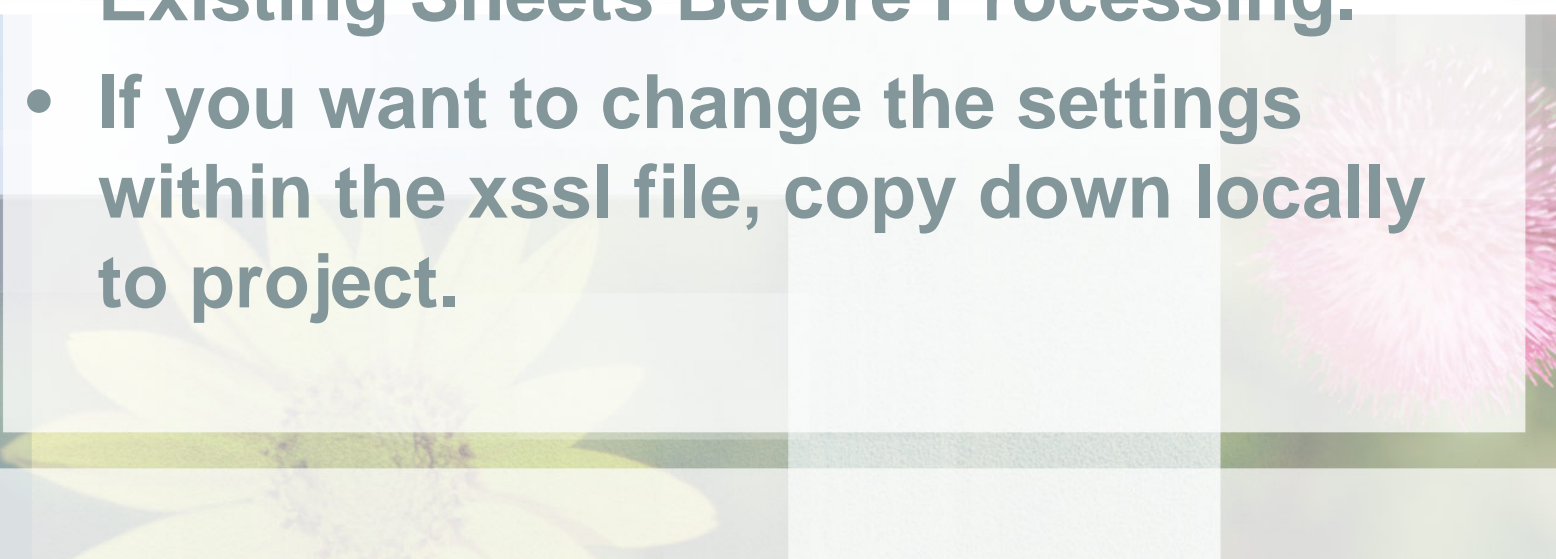 Existing Sheets Before Processing.
• If you want to change the settings
within the xssl file, copy down locally
to project.